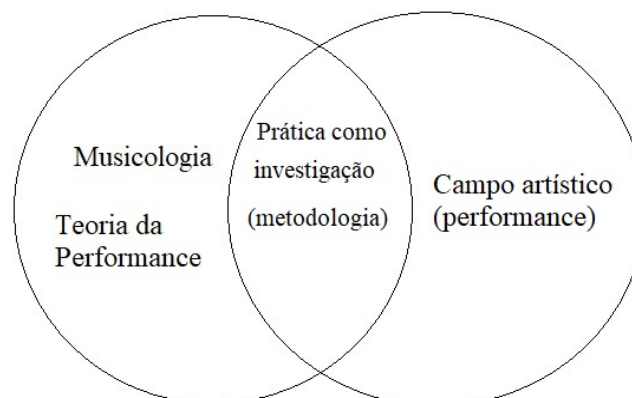 Musicologia
Teoria da
Performance
Prática como
investigação
(metodologia)
Campo artístico
(performance)